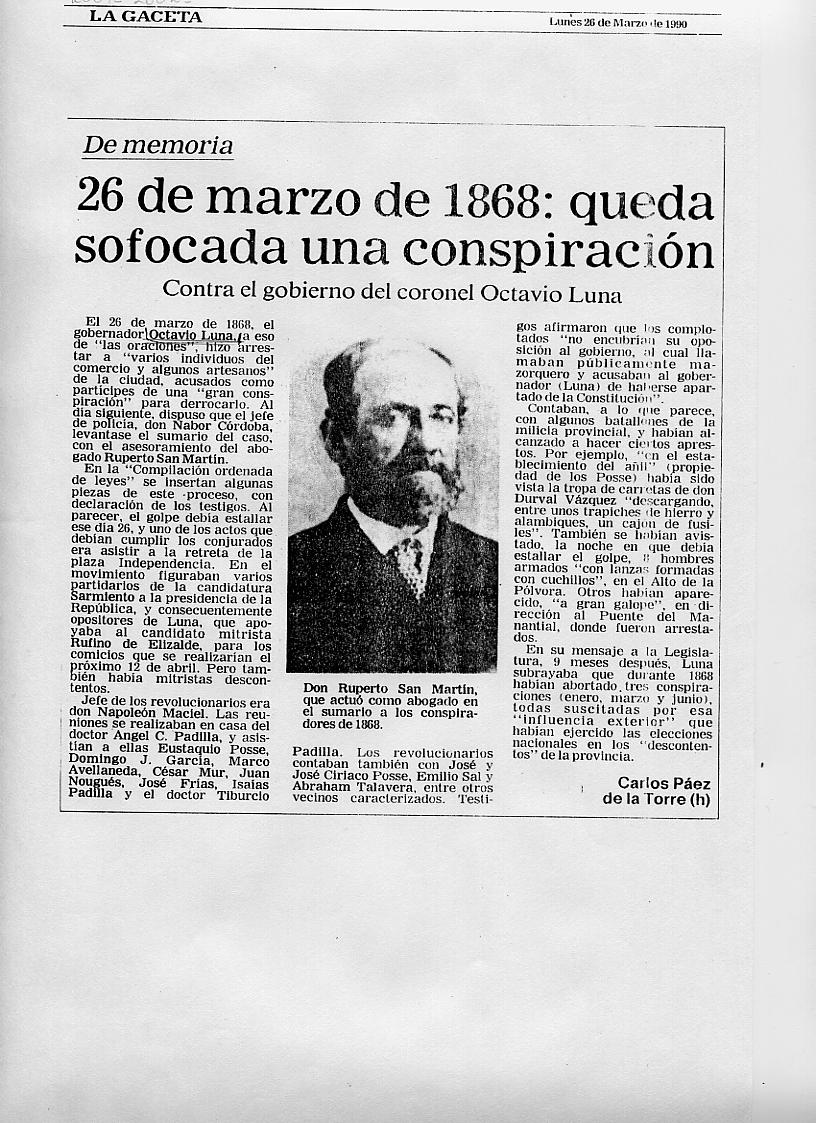 LA GACETA
Lunes 26 de Marzo de 1990
De memoria
26 de marzo de 1868: queda
sofocada una conspiración
Contra el gobierno del coronel Octavio Luna
El 26 de marzo de 1868, el
gobernador Octavio Luna, a eso
de "las oraciones", hizo arres-
tar a "varios individuos del
comercio y algunos artesanos"
de la ciudad, acusados como
partícipes de una "gran cons-
piración" para derrocarlo. Al
día siguiente, dispuso que el jefe
de policía, don Nabor Córdoba,
levantase el sumario del caso,
con el asesoramiento del abo-
gado Ruperto San Martín.
En la "Compilación ordenada
de leyes" se insertan algunas
piezas de este proceso, con
declaración de los testigos. Al
parecer, el golpe debía estallar
ese día 26, y uno de los actos que
debían cumplir los conjurados
era asistir a la retreta de la
plaza Independencia. En el
movimiento figuraban varios
partidarios de la candidatura
Sarmiento a la presidencia de la
República, y consecuentemente
opositores de Luna, que apo-
yaba al candidato mitrista
Rufino de Elizalde, para los
comicios que se realizarían el
próximo 12 de abril. Pero tam-
bién había mitristas descon-
tentos.
Jefe de los revolucionarios era
don Napoleón Maciel. Las reu-
niones se realizaban en casa del
doctor Angel C. Padilla, y asis-
tían a ellas Eustaquio Posse,
Domingo J. García, Marco
Avellaneda, César Mur, Juan
Nougués, José Frías, Isaías
Padilla y el doctor Tiburcio
Don Ruperto San Martín,
que actuó como abogado en
el sumario a los conspira-
dores de 1868.
Padilla. Los revolucionarios
contaban también con José y
José Ciriaco Posse, Emilio Sal y
Abraham Talavera, entre otros
vecinos caracterizados. Testi-
gos afirmaron que los complo-
tados "no encubrían su opo-
sición al gobierno, al cual lla-
maban públicamente ma-
zorquero y acusaban al gober-
nador (Luna) de haberse apar-
tado de la Constitución".
Contaban, a lo que parece,
con algunos batallones de la
milicia provincial, y habían al-
canzado a hacer ciertos apres-
tos. Por ejemplo, "en el esta-
blecimiento del añil" (propie-
dad de los Posse) había sido
vista la tropa de carretas de don
Durval Vázquez "descargando,
entre unos trapiches de hierro y
alambiques, un cajón de fusi-
les". También se habían avis-
tado, la noche en que debía
estallar el golpe, 8 hombres
armados "con lanzas formadas
con cuchillos", en el Alto de la
Pólvora. Otros habían apare-
cido, "a gran galope", en di-
rección al Puente del Ma-
nantial, donde fueron arresta-
dos.
En su mensaje a la Legisla-
tura, 9 meses después, Luna
subrayaba que durante 1868
habían abortado tres conspira-
ciones (enero, marzo y junio),
todas suscitadas por esa
"influencia exterior" que
habían ejercido las elecciones
nacionales en los "desconten-
tos" de la provincia.
Carlos Páez
de la Torre (h)